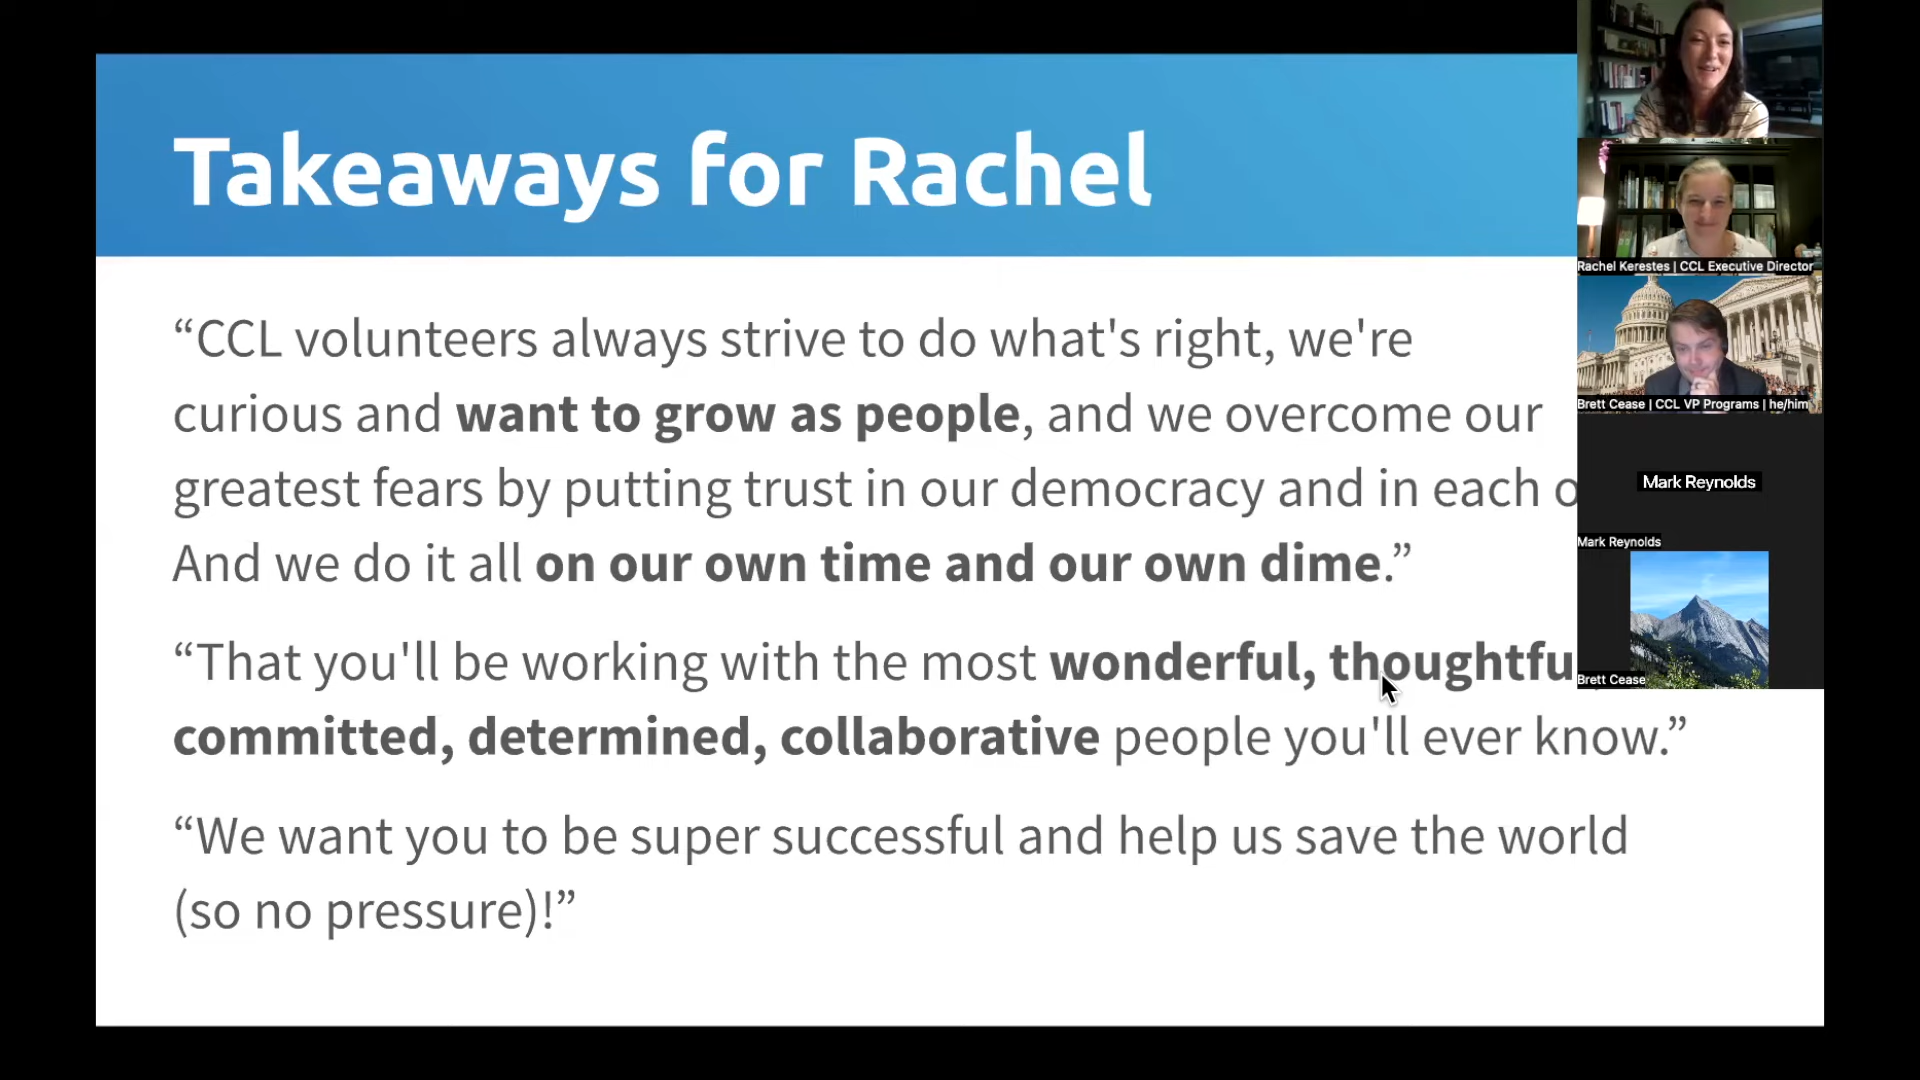 Takeaways for Rachel
“CCL volunteers always strive to do what's right, we're
curious and want to grow as people, and we overcome our
greatest fears by putting trust in our democracy and in each
And we do it all on our own time and our own dime.”
“That you'll be working with the most wonderful,
committed, determined, collaborative people you'll ever know.”
“We want you to be super successful and help us save the world
(so no pressure)!”
Rachel Kerestes | CCL Executive Director
Brett Cease | CCL VP Programs | he/him
Mark Reynolds
Mark Reynolds
Brett Cease